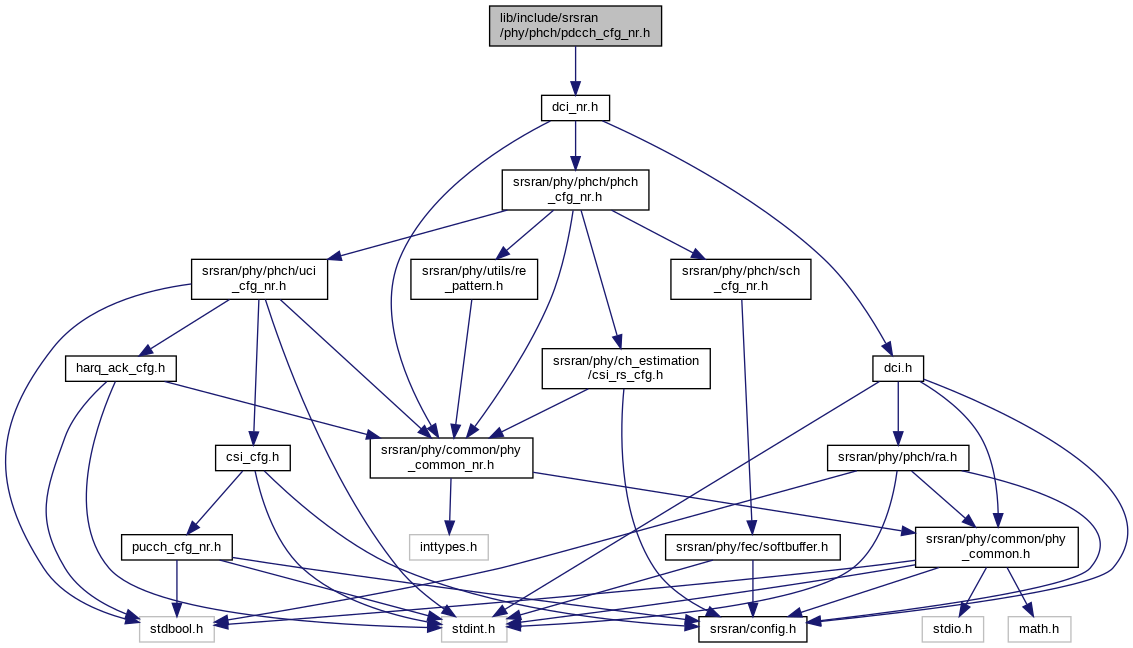 lib/include/srsran
/phy/phch/pdcch_cfg_nr.h
dci_nr.h
srsran/phy/phch/phch
_cfg_nr.h
srsran/phy/phch/uci
_cfg_nr.h
srsran/phy/utils/re
_pattern.h
srsran/phy/phch/sch
_cfg_nr.h
srsran/phy/ch_estimation
/csi_rs_cfg.h
harq_ack_cfg.h
dci.h
csi_cfg.h
srsran/phy/common/phy
_common_nr.h
srsran/phy/phch/ra.h
pucch_cfg_nr.h
inttypes.h
srsran/phy/fec/softbuffer.h
srsran/phy/common/phy
_common.h
stdbool.h
stdint.h
srsran/config.h
stdio.h
math.h